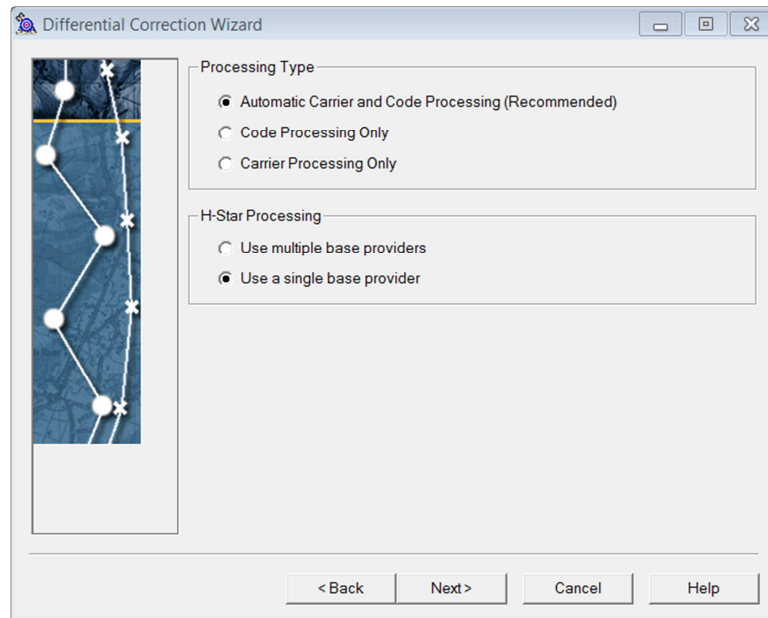 Differential Correction Wizard
Processing Type
Automatic Carrier and Code Processing (Recommended)
Code Processing Only
Carrier Processing Only
H-Star Processing
Use multiple base providers
Use a single base provider
< Back Next > Cancel Help